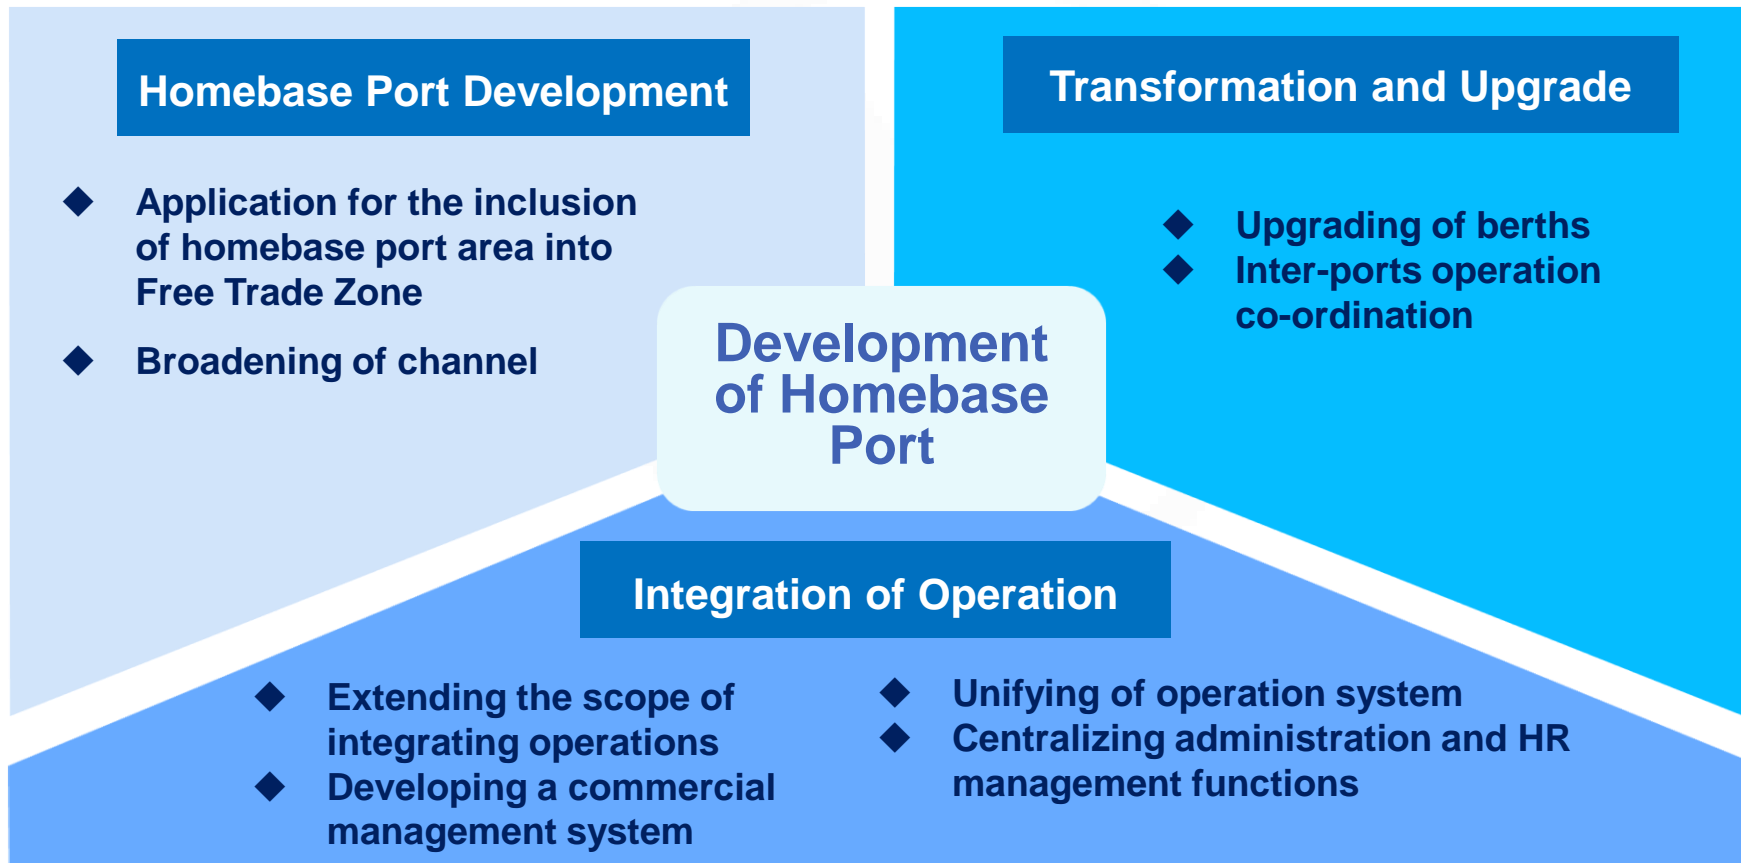 Homebase Port Development
Application for the inclusion
of homebase port area into
Free Trade Zone
Broadening of channel
Transformation and Upgrade
Upgrading of berths
Inter-ports operation
co-ordination
Development
of Homebase
Port
Integration of Operation
Extending the scope of
integrating operations
Developing a commercial
management system
Unifying of operation system
Centralizing administration and HR
management functions